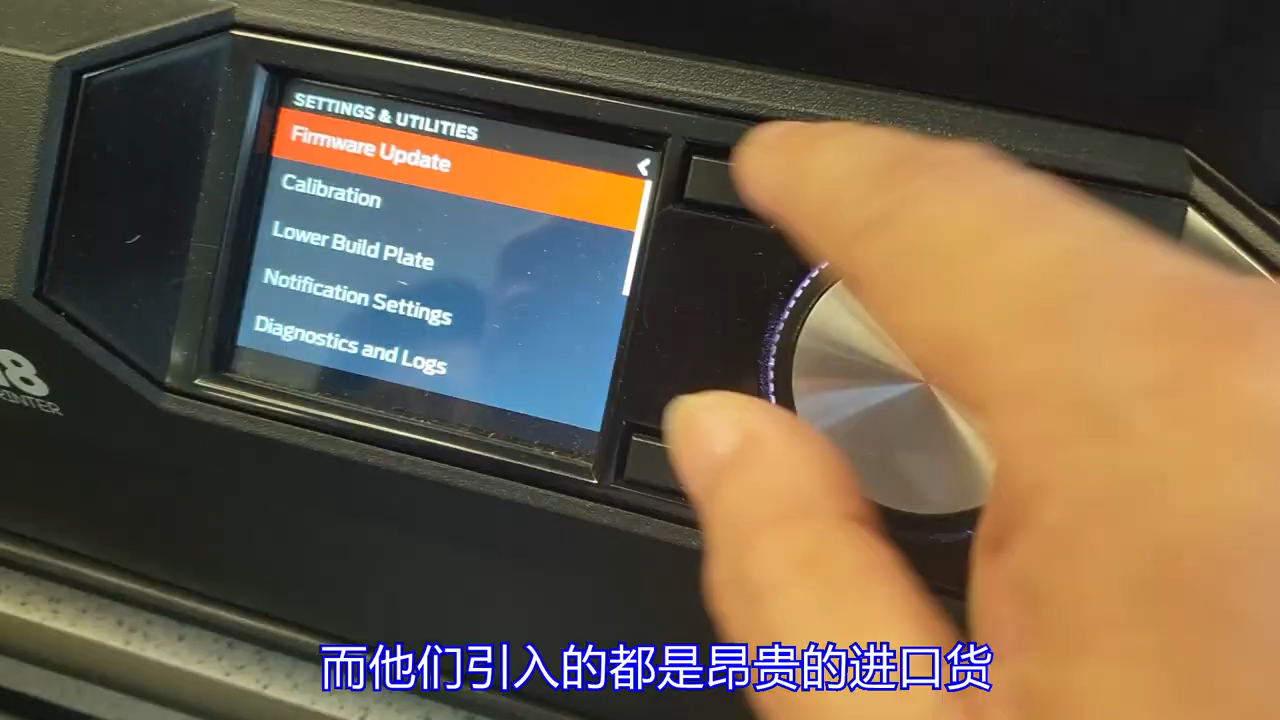 SETTINGS & UTILITIES
Firmware Update
Calibration
Lower Build Plate
Notification Settings
Diagnostics and Logs
而他们引入的都是昂贵的进口货